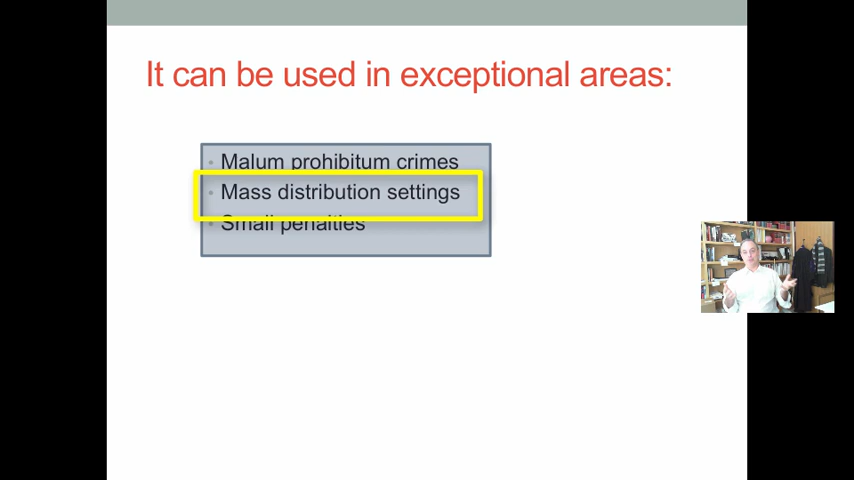 It can be used in exceptional areas:
• Malum prohibitum crimes
• Mass distribution settings
• Small penalties